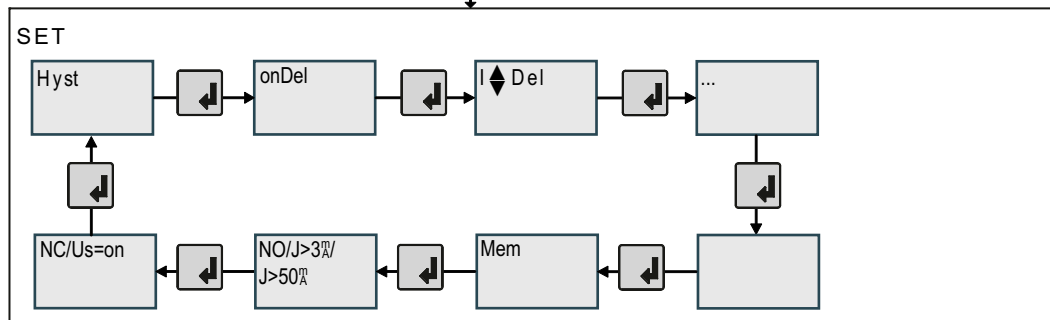 SET
Hyst
onDel
I ♦ Del
...
NC/Us=on
NO/J>3mA/
J>50mA
Mem